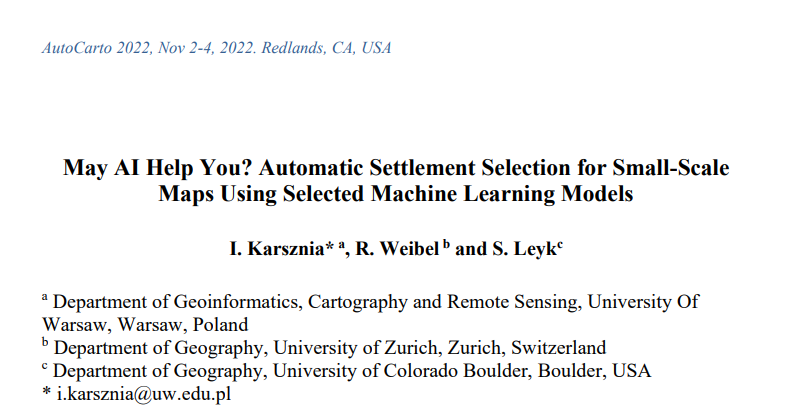 AutoCarto 2022, Nov 2-4, 2022. Redlands, CA, USA
May AI Help You? Automatic Settlement Selection for Small-Scale
Maps Using Selected Machine Learning Models
I. Karsznia* ᵃ, R. Weibel ᵇ and S. Leykᶜ
ᵃ Department of Geoinformatics, Cartography and Remote Sensing, University Of
Warsaw, Warsaw, Poland
ᵇ Department of Geography, University of Zurich, Zurich, Switzerland
ᶜ Department of Geography, University of Colorado Boulder, Boulder, USA
* i.karsznia@uw.edu.pl